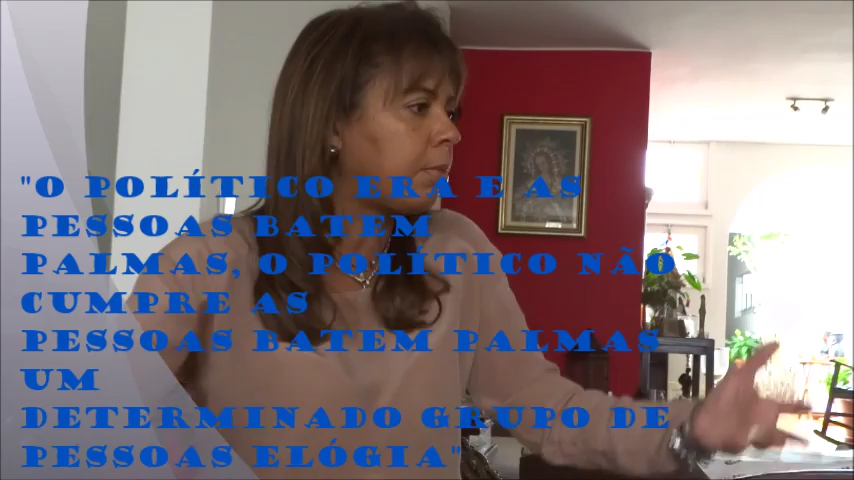 "O POLÍTICO ERA E AS
PESSOAS BATEM
PALMAS, O POLÍTICO NÃO
CUMPRE AS
PESSOAS BATEM PALMAS
UM
DETERMINADO GRUPO DE
PESSOAS ELÓGIA"